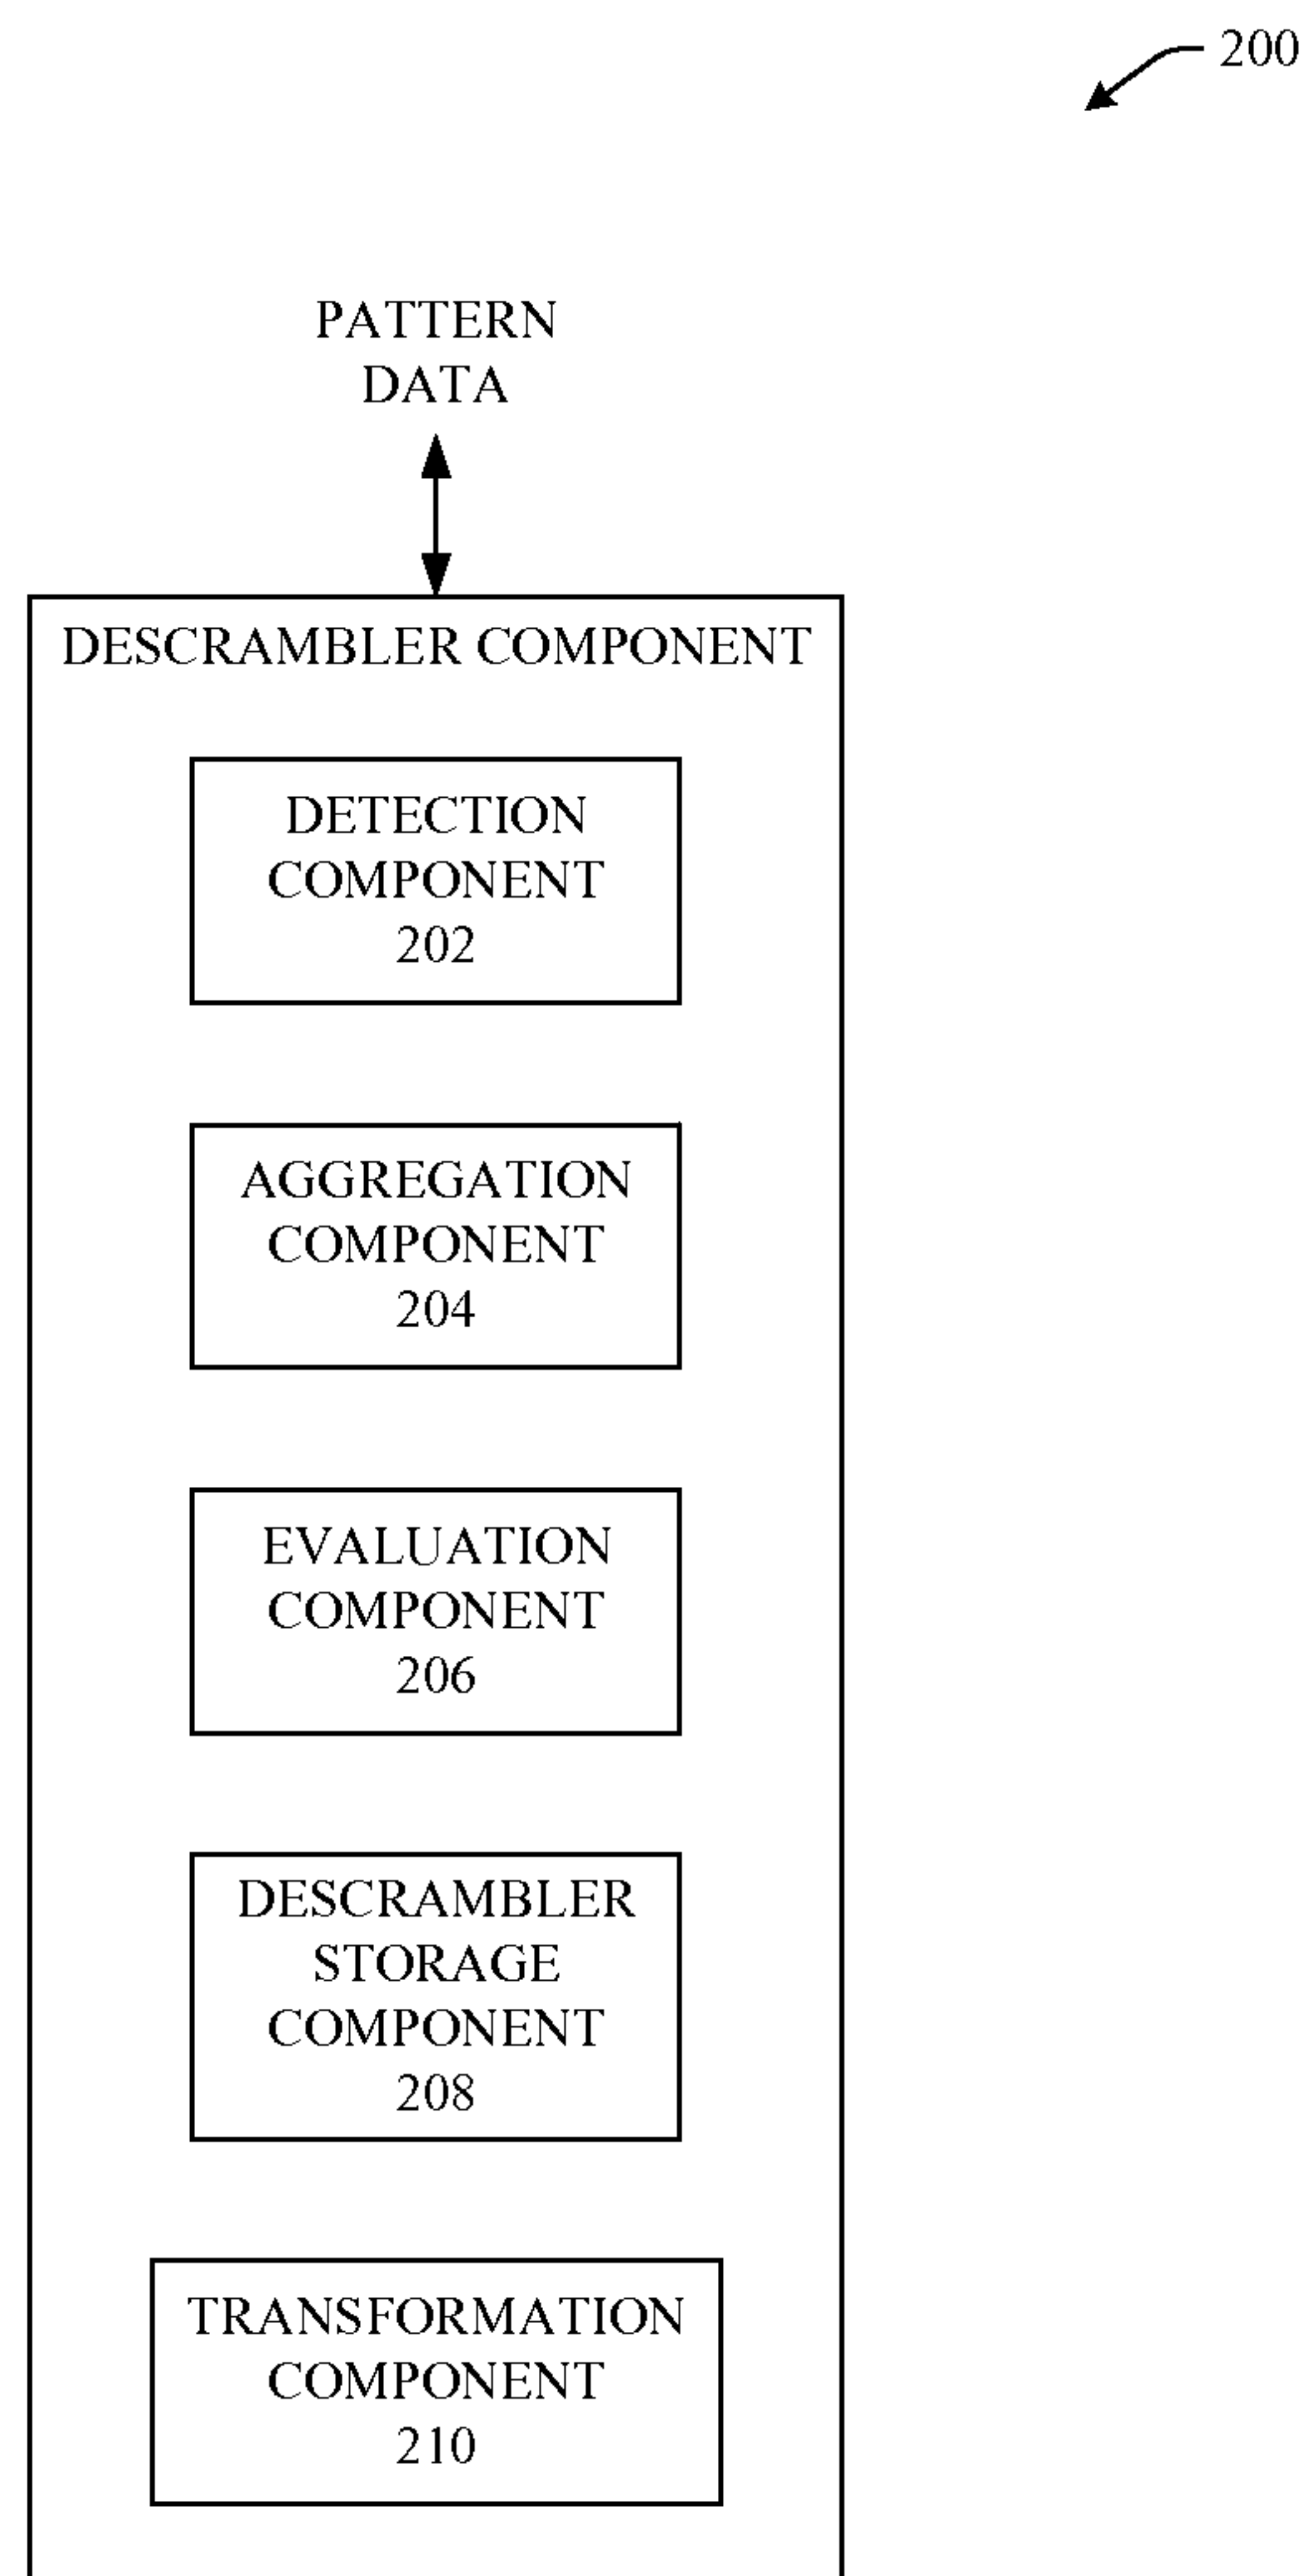 200
PATTERN
DATA
DESCRAMBLER COMPONENT
DETECTION
COMPONENT
202
AGGREGATION
COMPONENT
204
EVALUATION
COMPONENT
206
DESCRAMBLER
STORAGE
COMPONENT
208
TRANSFORMATION
COMPONENT
210